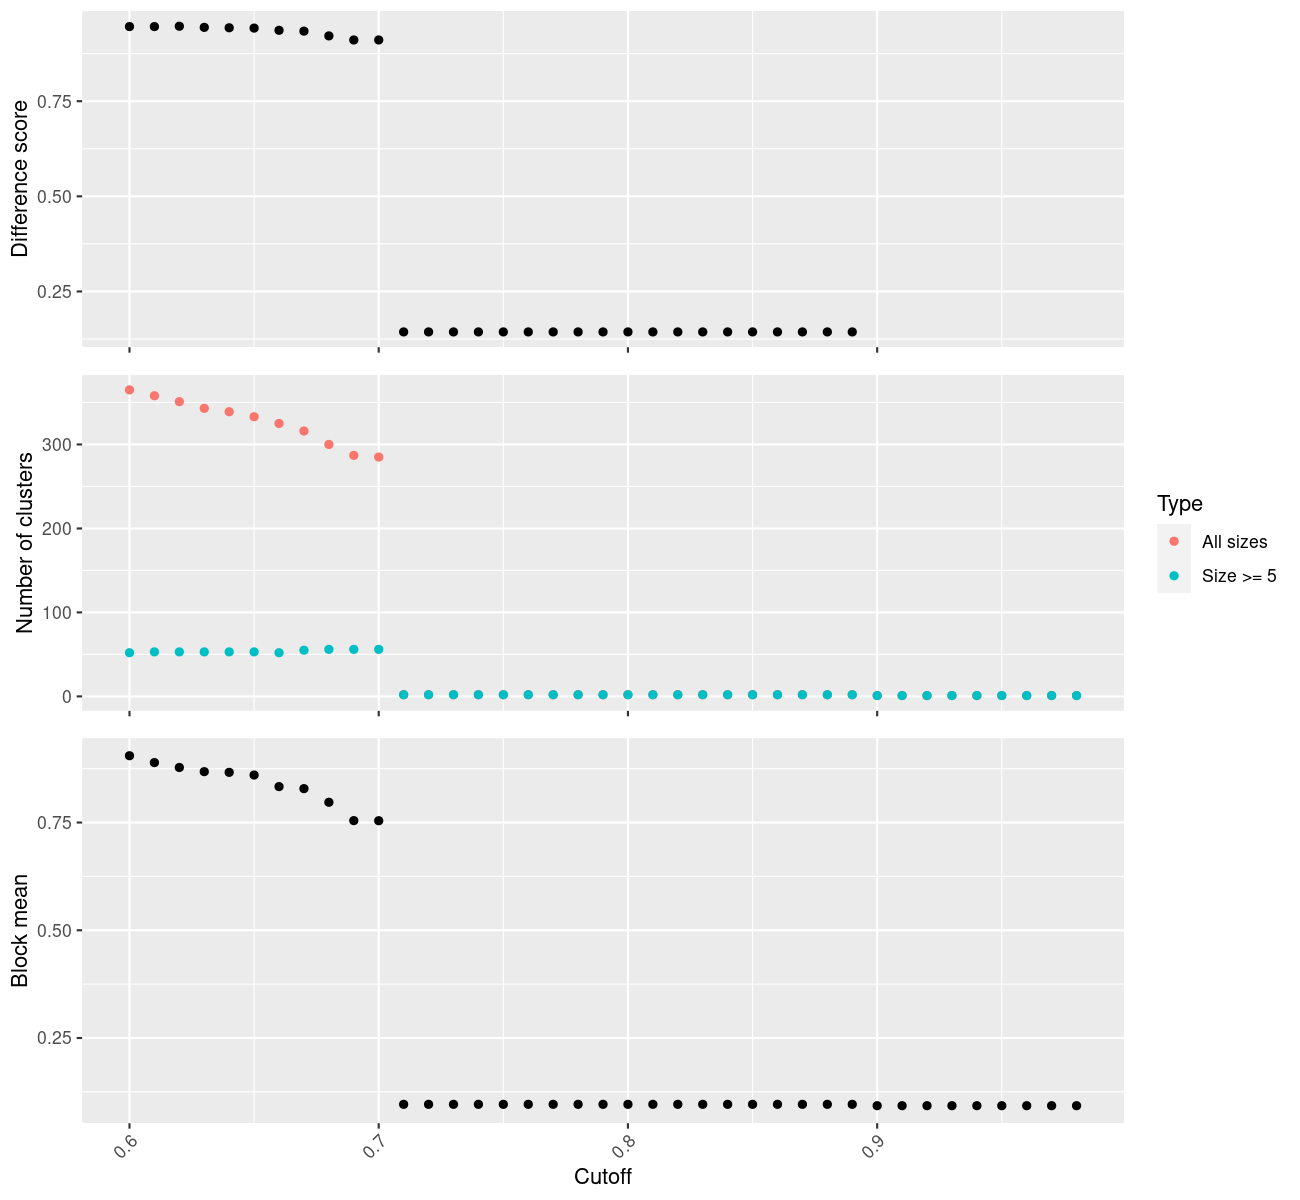 Difference score
0.75
0.50
0.25
Number of clusters
300
200
100
0
Type
All sizes
Size >= 5
Block mean
0.75
0.50
0.25
0.6
0.7
0.8
0.9
Cutoff